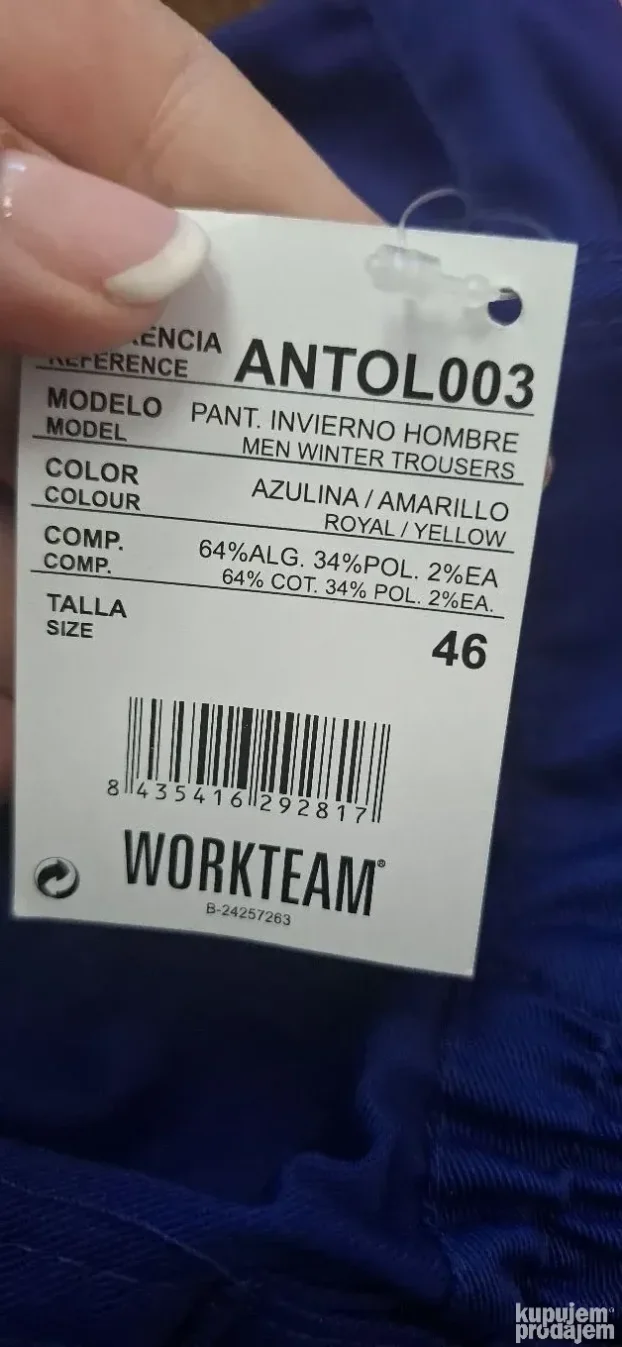 ENCIA
REFERENCE
ANTOL003
MODELO
MODEL
PANT. INVIERNO HOMBRE
MEN WINTER TROUSERS
COLOR
COLOUR
AZULINA / AMARILLO
ROYAL / YELLOW
COMP.
COMP.
64%ALG. 34%POL. 2%EA
64% COT. 34% POL. 2%EA.
TALLA
SIZE
46
8 435416 292817
WORKTEAM®
B-24257263
kupujem
prodajem